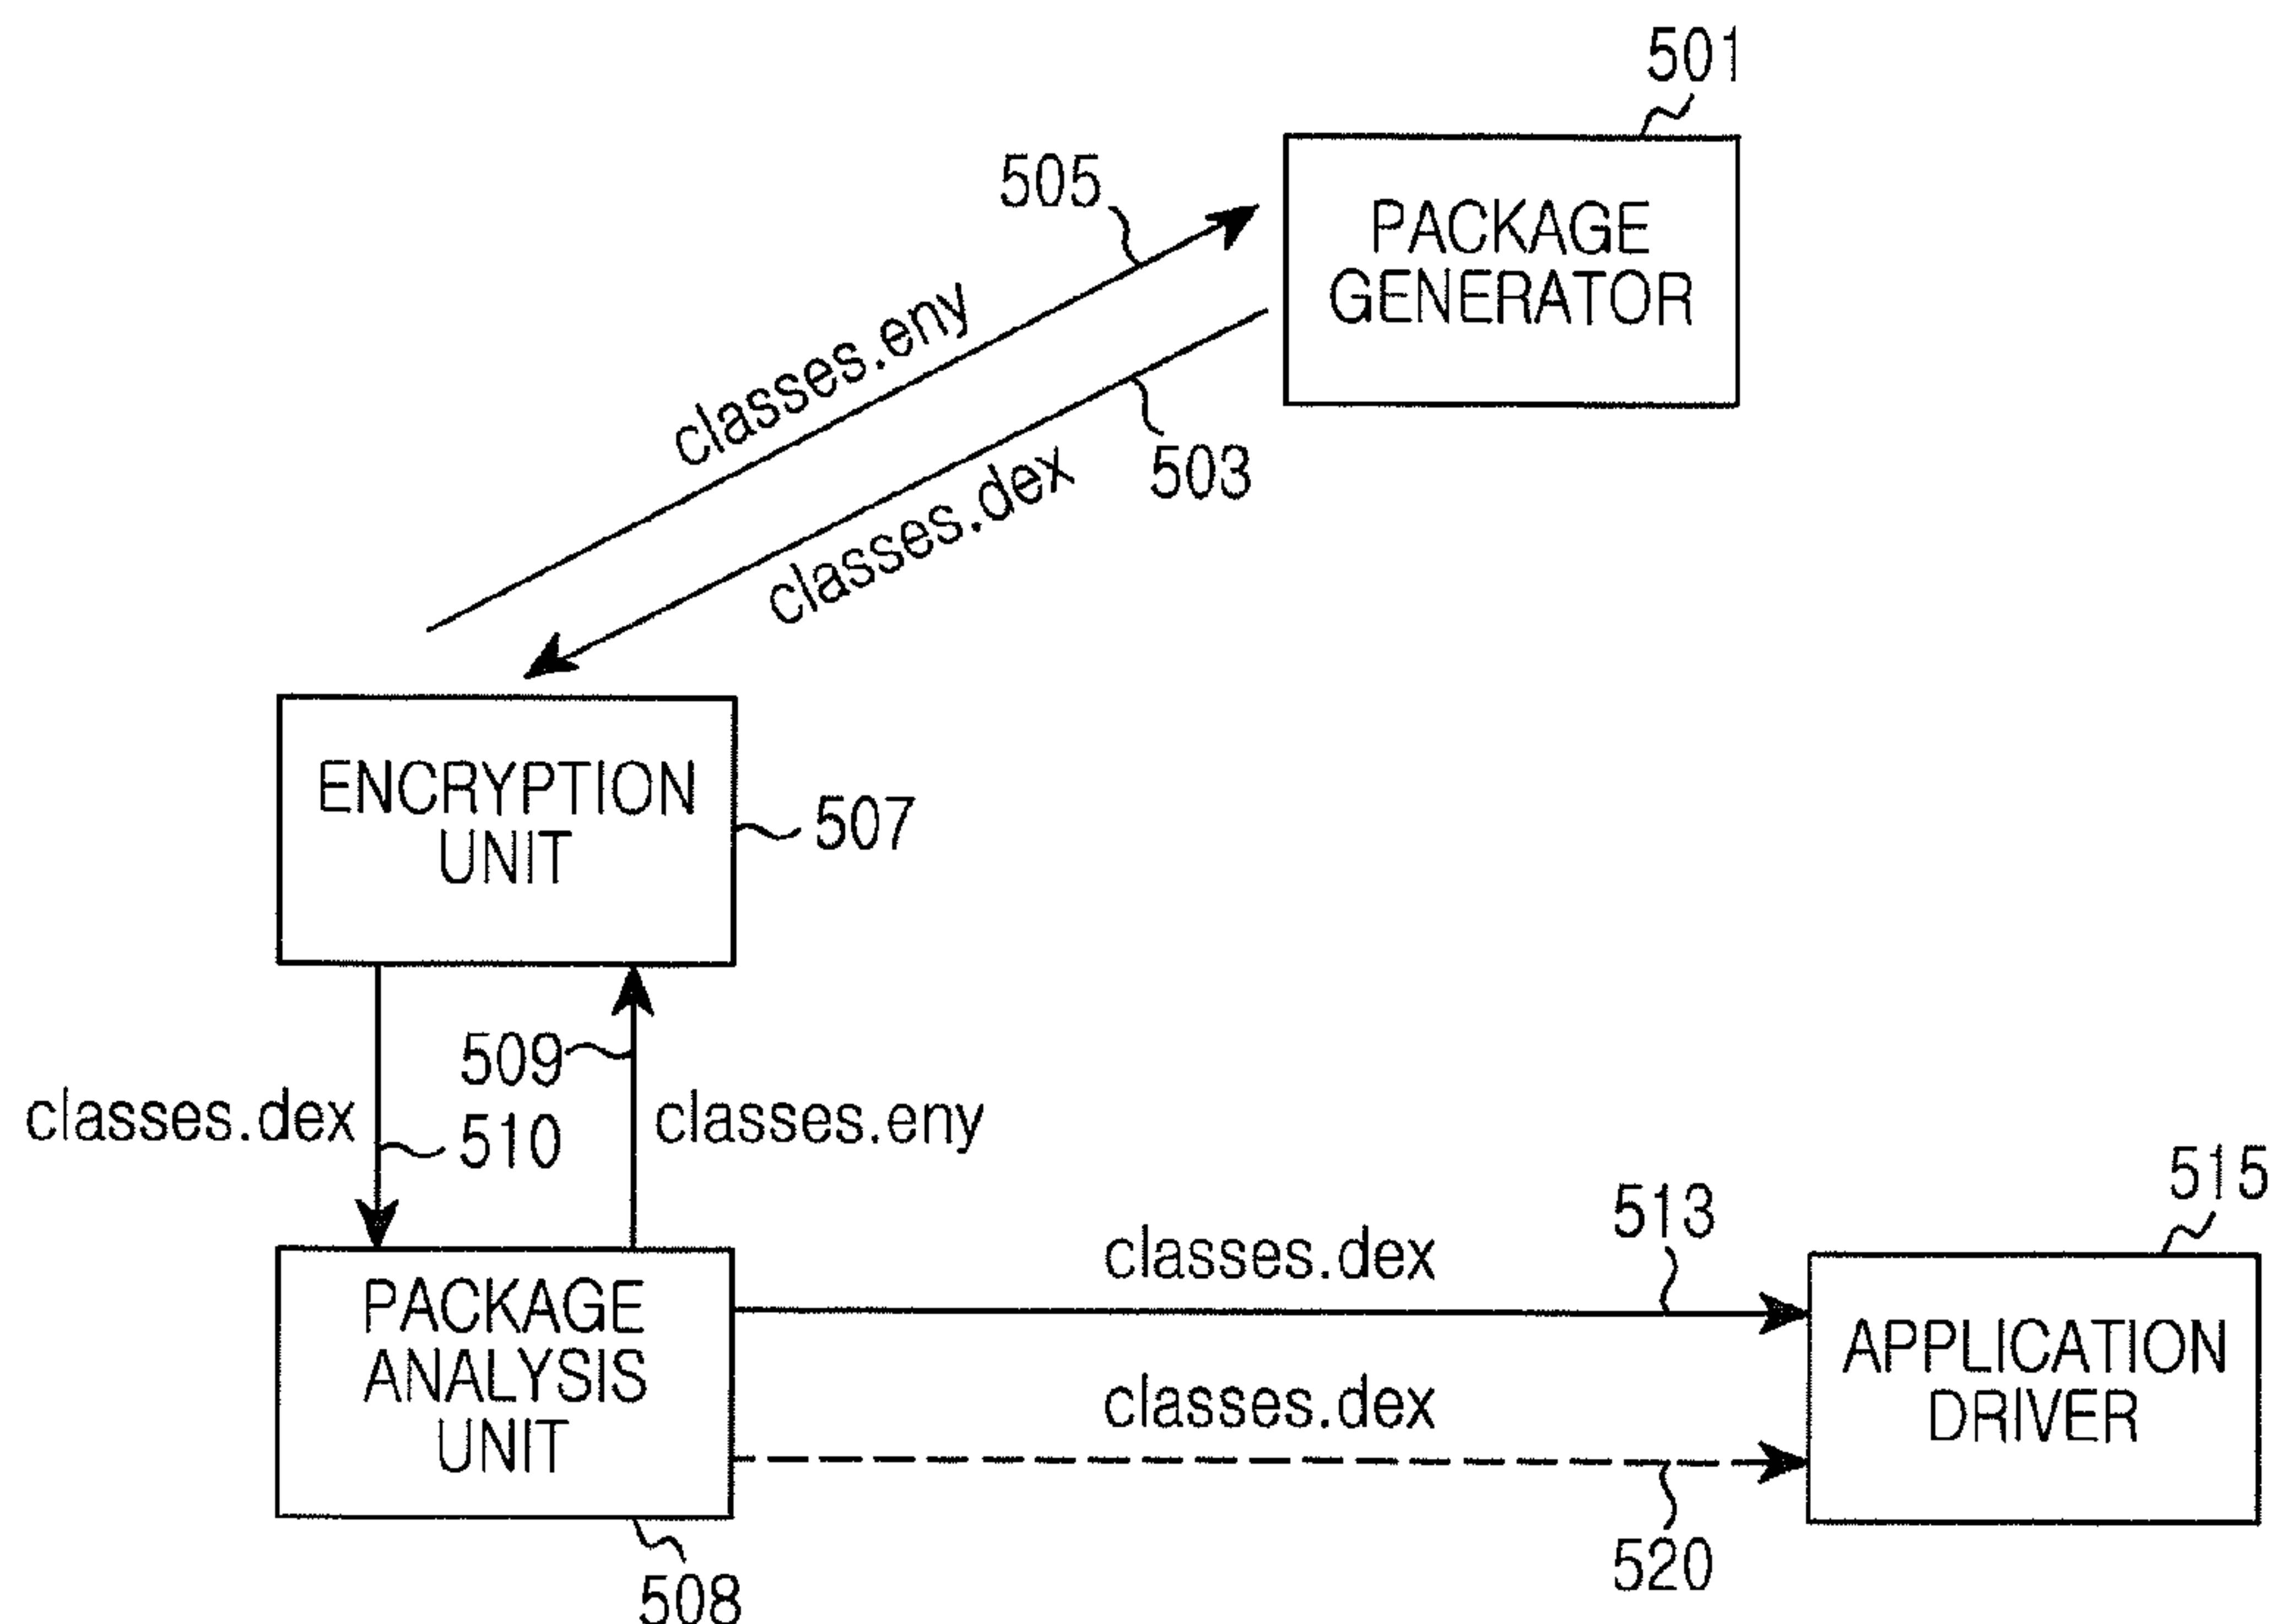 501
505
PACKAGE
GENERATOR
classes.eny
503
classes.dex
ENCRYPTION
UNIT
507
509
classes.dex
510
classes.eny
515
513
classes.dex
PACKAGE
ANALYSIS
UNIT
APPLICATION
DRIVER
classes.dex
520
508